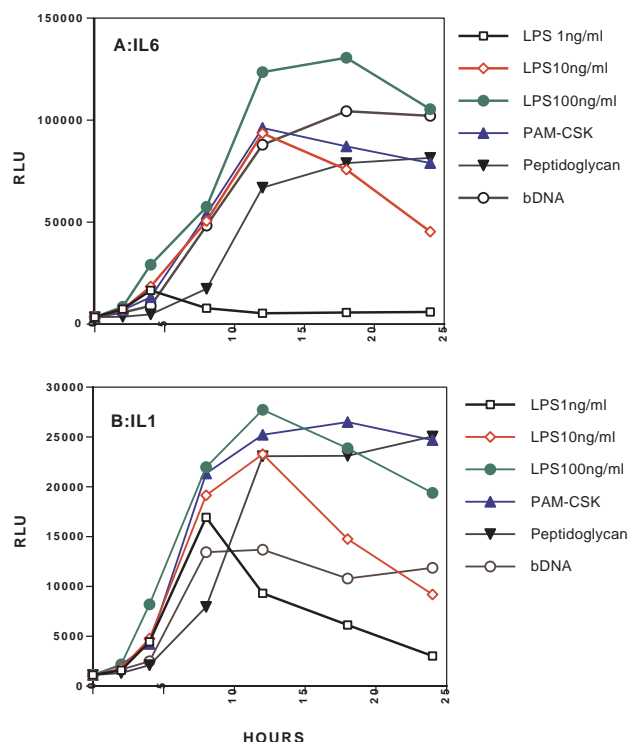 A:IL6
150000
100000
50000
0
RLU
0
5
10
15
20
25
LPS 1ng/ml
LPS10ng/ml
LPS100ng/ml
PAM-CSK
Peptidoglycan
bDNA
B:IL1
30000
25000
20000
15000
10000
5000
0
RLU
0
5
10
15
20
25
HOURS
LPS1ng/ml
LPS10ng/ml
LPS100ng/ml
PAM-CSK
Peptidoglycan
bDNA